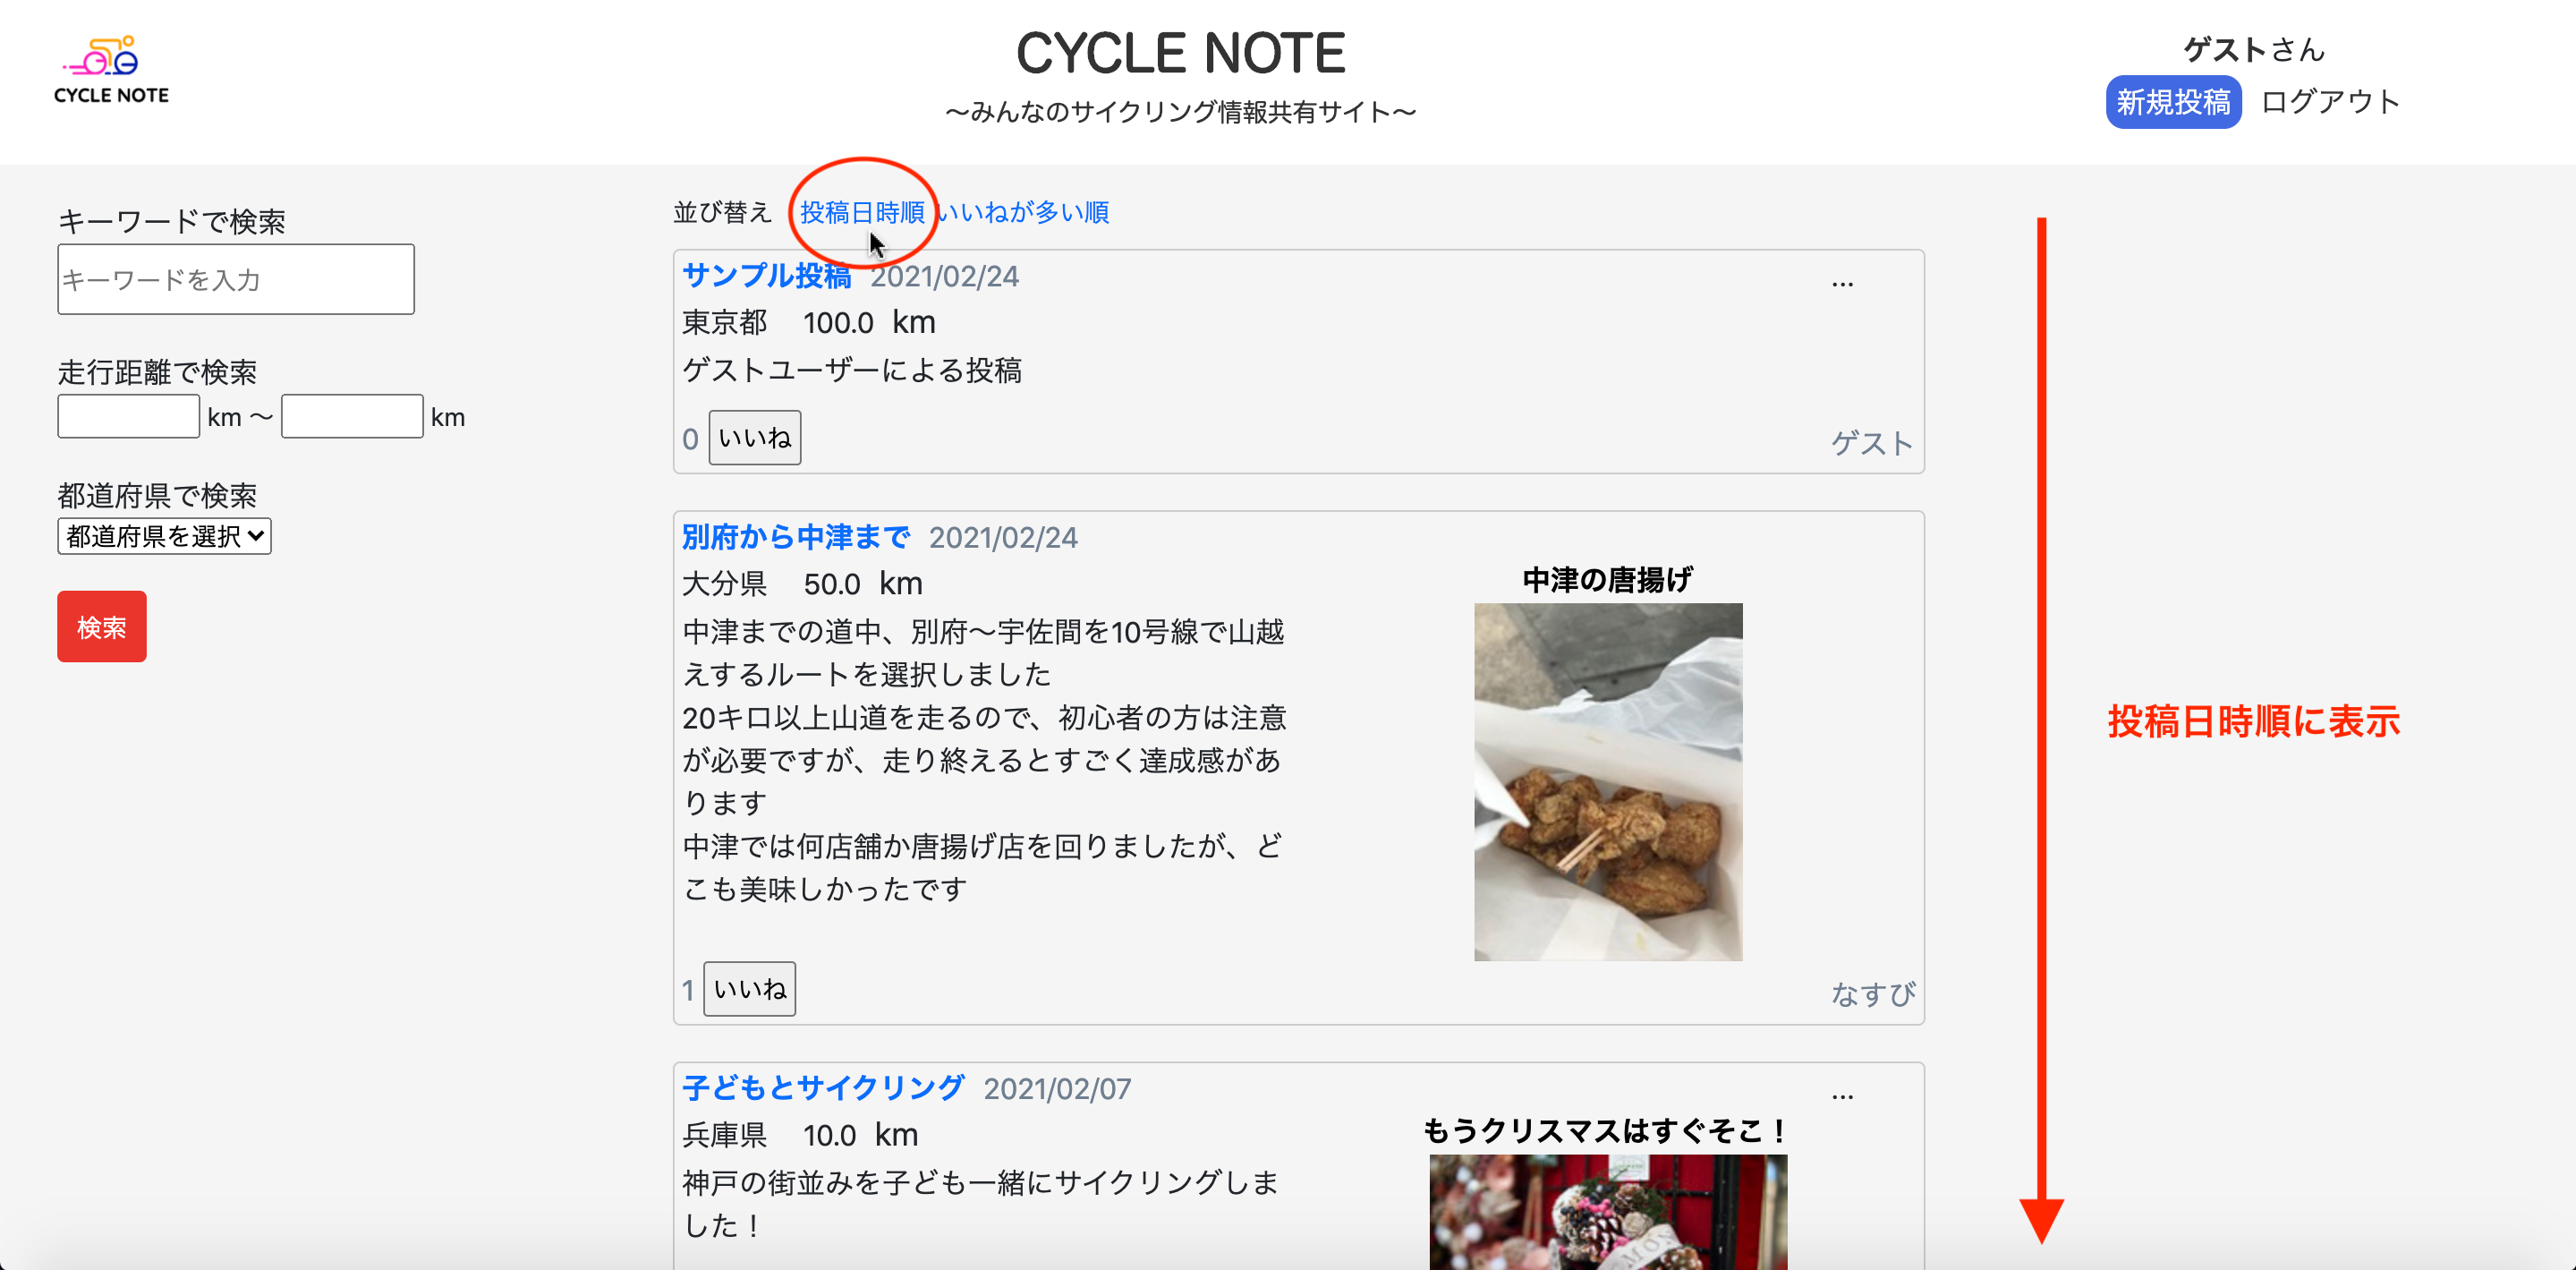 CYCLE NOTE
CYCLE NOTE
〜みんなのサイクリング情報共有サイト〜
ゲストさん
新規投稿 ログアウト
キーワードで検索
キーワードを入力
走行距離で検索
km 〜 km
都道府県で検索
都道府県を選択
検索
並び替え 投稿日時順 いいねが多い順
サンプル投稿 2021/02/24 ...
東京都 100.0 km
ゲストユーザーによる投稿
0 いいね ゲスト
別府から中津まで 2021/02/24
大分県 50.0 km
中津までの道中、別府〜宇佐間を10号線で山越
えするルートを選択しました
20キロ以上山道を走るので、初心者の方は注意
が必要ですが、走り終えるとすごく達成感があ
ります
中津では何店舗か唐揚げ店を回りましたが、ど
こも美味しかったです
中津の唐揚げ
1 いいね なすび
子どもとサイクリング 2021/02/07 ...
兵庫県 10.0 km
神戸の街並みを子ども一緒にサイクリングしま
した！
もうクリスマスはすぐそこ！
投稿日時順に表示